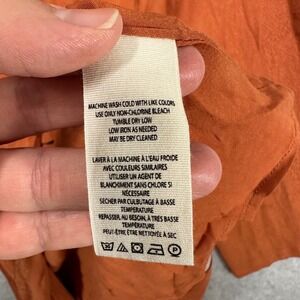 MACHINE WASH COLD WITH LIKE COLORS
USE ONLY NON-CHLORINE BLEACH
TUMBLE DRY LOW
LOW IRON AS NEEDED
MAY BE DRY CLEANED
LAVER À LA MACHINE À L'EAU FROIDE
AVEC COULEURS SIMILAIRES
UTILISER UN AGENT DE
BLANCHIMENT SANS CHLORE SI
NÉCESSAIRE
SÉCHER PAR CULBUTAGE À BASSE
TEMPÉRATURE
REPASSER, AU BESOIN, À TRÈS BASSE
TEMPÉRATURE
PEUT-ÊTRE ÊTRE NETTOYÉ À SEC